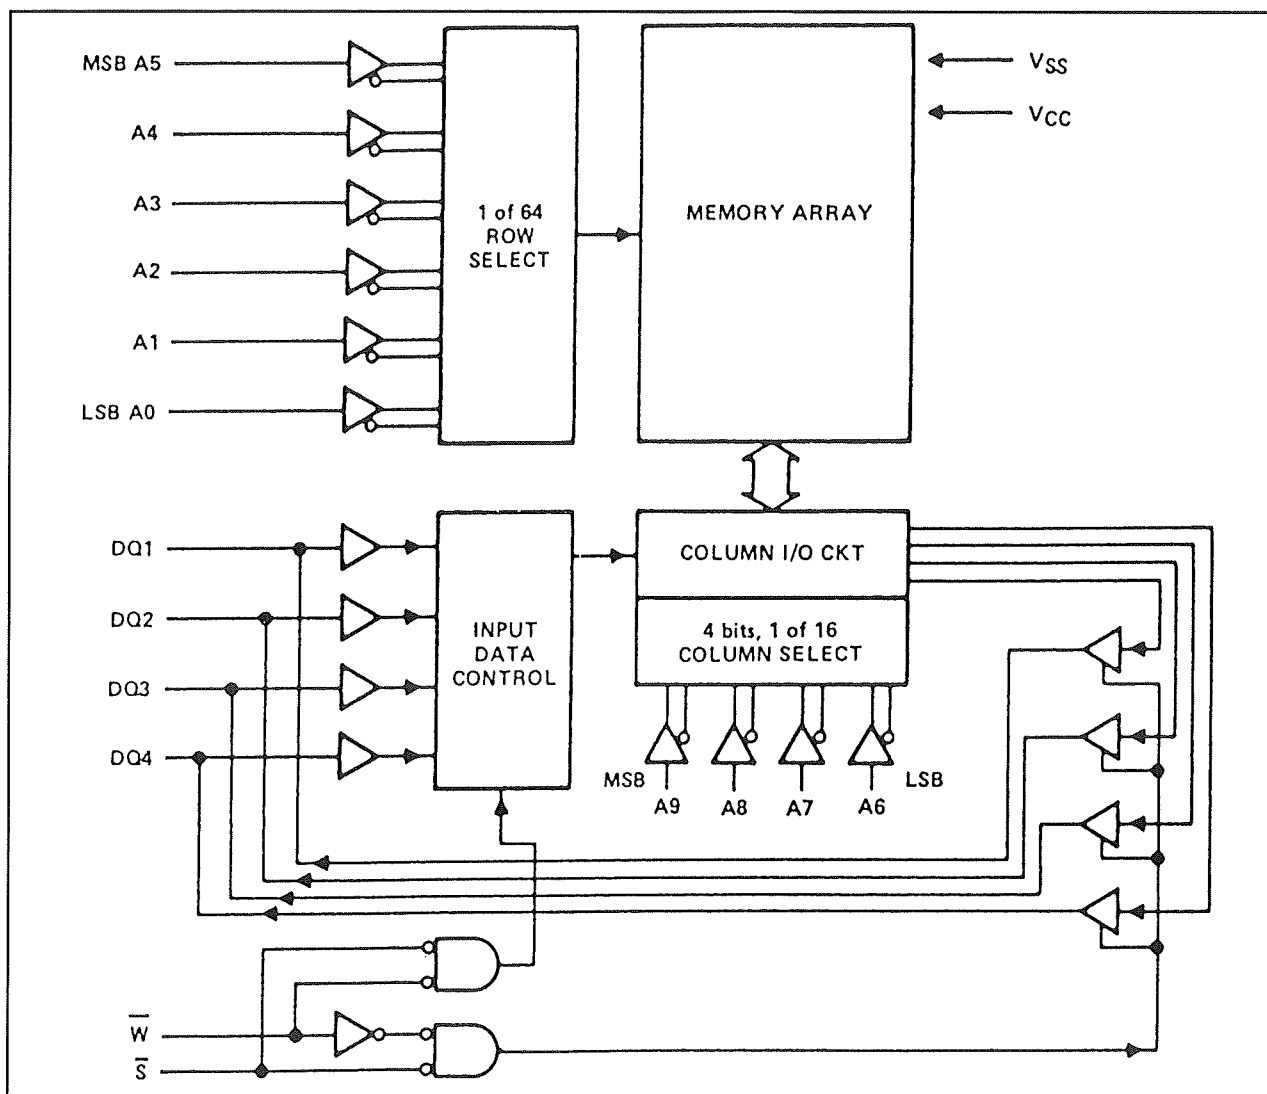 MSB A5
A4
A3
A2
A1
LSB A0
1 of 64
ROW
SELECT
MEMORY ARRAY
VSS
VCC
DQ1
DQ2
DQ3
DQ4
INPUT
DATA
CONTROL
COLUMN I/O CKT
4 bits, 1 of 16
COLUMN SELECT
MSB
LSB
A9 A8 A7 A6
W̅
S̅